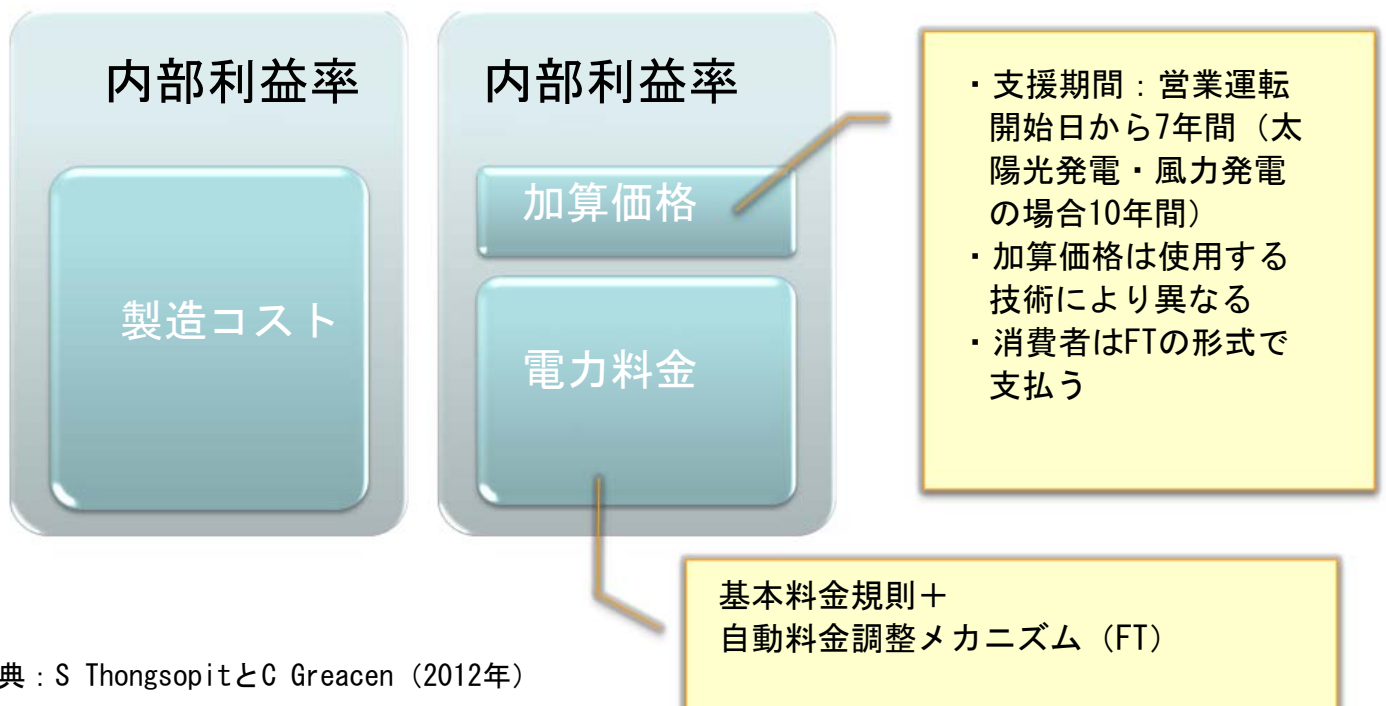 内部利益率
製造コスト
内部利益率
加算価格
電力料金
・支援期間：営業運転
開始日から7年間（太
陽光発電・風力発電
の場合10年間）
・加算価格は使用する
技術により異なる
・消費者はFTの形式で
支払う
基本料金規則＋
自動料金調整メカニズム（FT）
典：S ThongsopitとC Greacen（2012年）